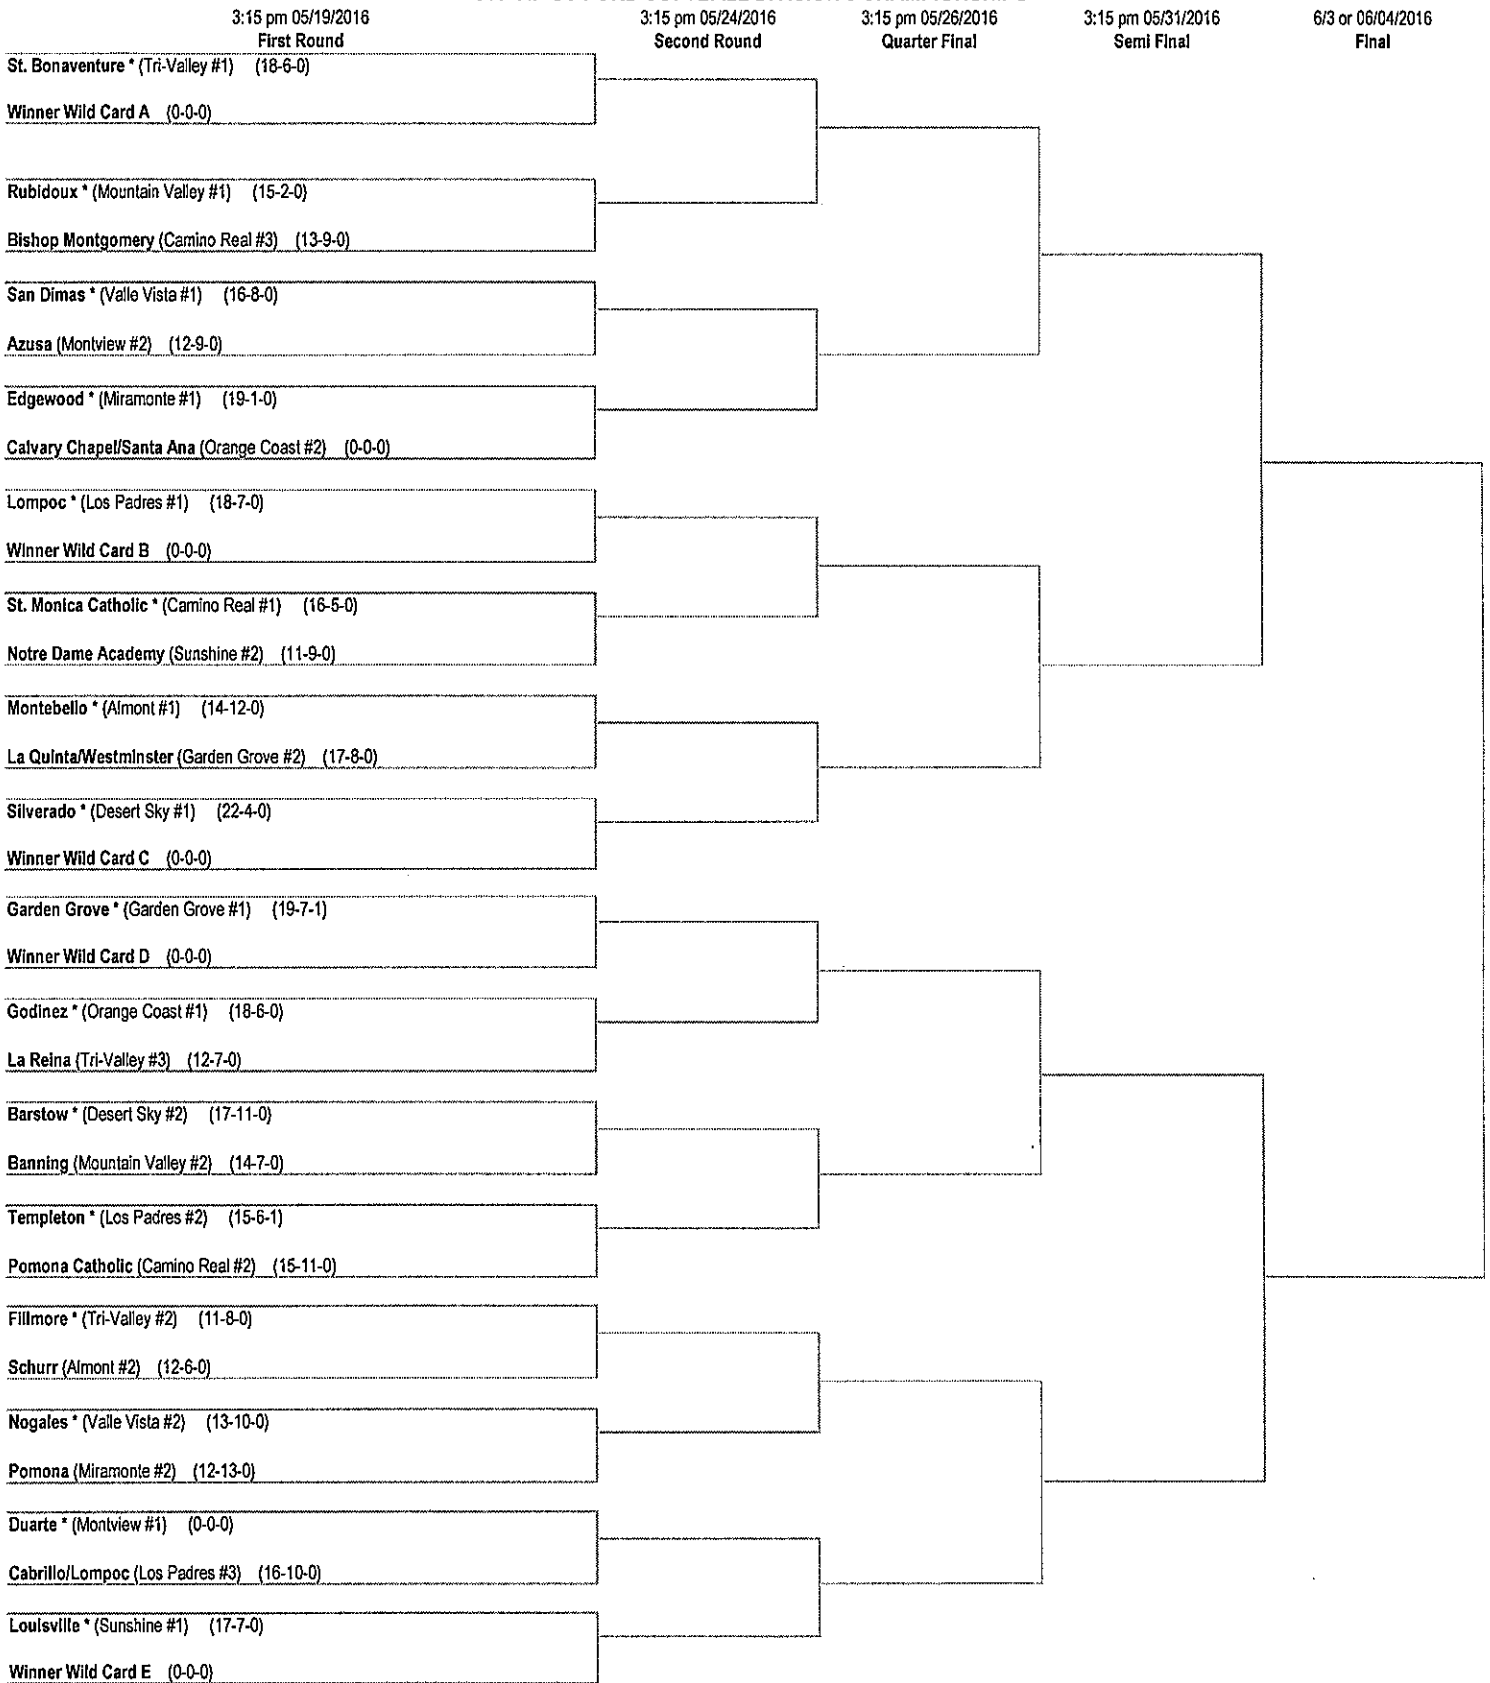 3:15 pm 05/19/2016 3:15 pm 05/24/2016 3:15 pm 05/26/2016 3:15 pm 05/31/2016 6/3 or 06/04/2016
First Round Second Round Quarter Final Semi Final Final
St. Bonaventure * (Tri-Valley #1) (18-6-0)
Winner Wild Card A (0-0-0)
Rubidoux * (Mountain Valley #1) (15-2-0)
Bishop Montgomery (Camino Real #3) (13-9-0)
San Dimas * (Valle Vista #1) (16-8-0)
Azusa (Montview #2) (12-9-0)
Edgewood * (Miramonte #1) (19-1-0)
Calvary Chapel/Santa Ana (Orange Coast #2) (0-0-0)
Lompoc * (Los Padres #1) (18-7-0)
Winner Wild Card B (0-0-0)
St. Monica Catholic * (Camino Real #1) (16-5-0)
Notre Dame Academy (Sunshine #2) (11-9-0)
Montebello * (Almont #1) (14-12-0)
La Quinta/Westminster (Garden Grove #2) (17-8-0)
Silverado * (Desert Sky #1) (22-4-0)
Winner Wild Card C (0-0-0)
Garden Grove * (Garden Grove #1) (19-7-1)
Winner Wild Card D (0-0-0)
Godinez * (Orange Coast #1) (18-6-0)
La Reina (Tri-Valley #3) (12-7-0)
Barstow * (Desert Sky #2) (17-11-0)
Banning (Mountain Valley #2) (14-7-0)
Templeton * (Los Padres #2) (15-6-1)
Pomona Catholic (Camino Real #2) (15-11-0)
Fillmore * (Tri-Valley #2) (11-8-0)
Schurr (Almont #2) (12-6-0)
Nogales * (Valle Vista #2) (13-10-0)
Pomona (Miramonte #2) (12-13-0)
Duarte * (Montview #1) (0-0-0)
Cabrillo/Lompoc (Los Padres #3) (16-10-0)
Louisville * (Sunshine #1) (17-7-0)
Winner Wild Card E (0-0-0)